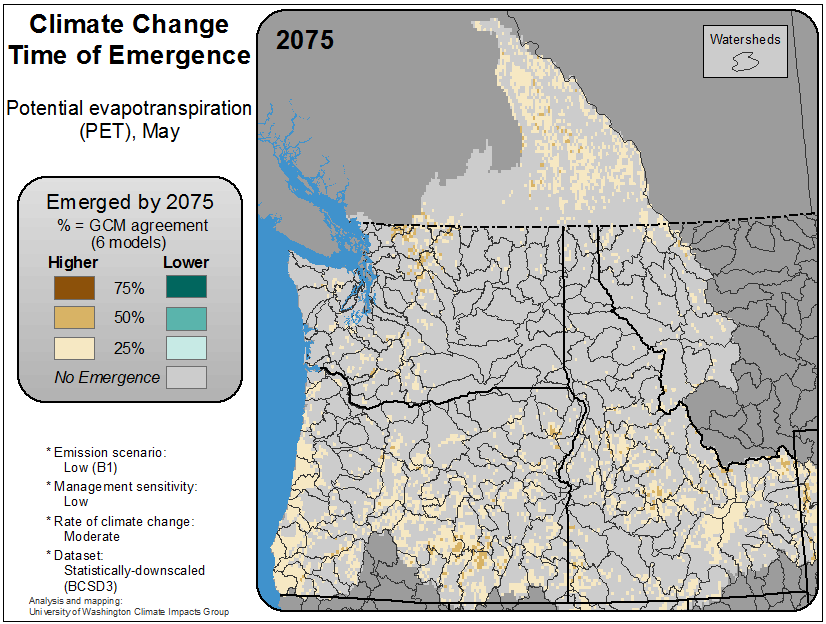 Climate Change
Time of Emergence
Potential evapotranspiration
(PET), May
Emerged by 2075
% = GCM agreement
(6 models)
Higher Lower
75%
50%
25%
No Emergence
* Emission scenario:
Low (B1)
* Management sensitivity:
Low
* Rate of climate change:
Moderate
* Dataset:
Statistically-downscaled
(BCSD3)
Analysis and mapping:
University of Washington Climate Impacts Group
2075
Watersheds